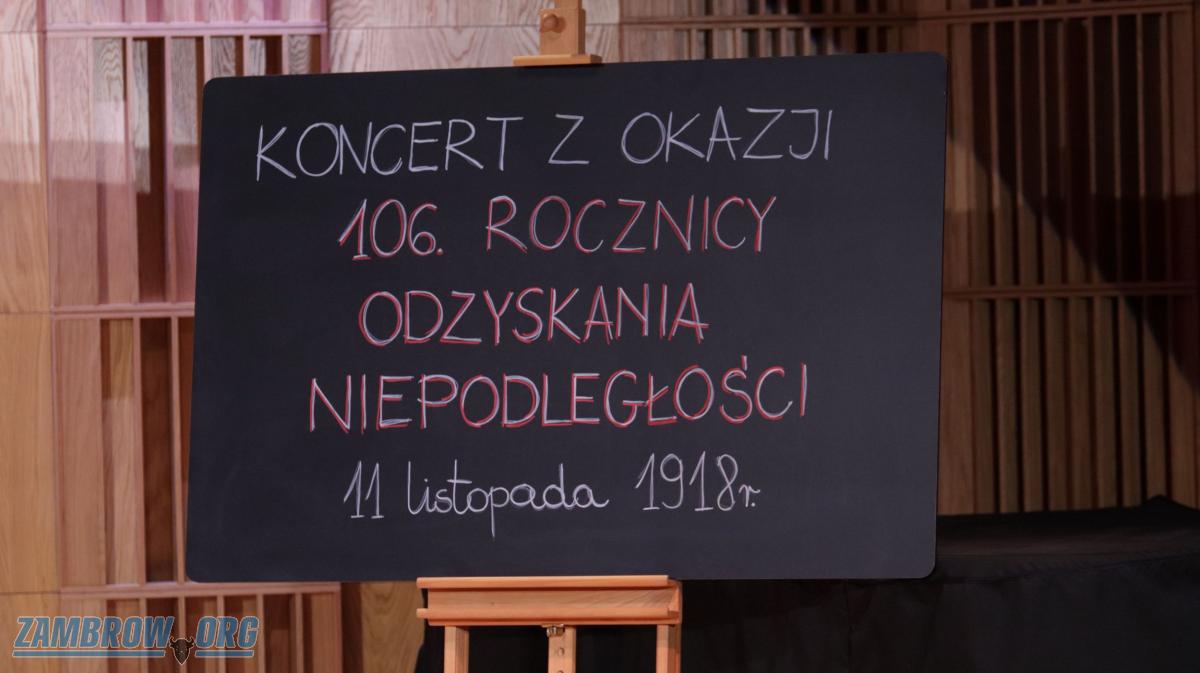 KONCERT Z OKAZJI
106. ROCZNICY
ODZYSKANIA
NIEPODLEGŁOŚCI
11 listopada 1918r.
ZAMBROW.ORG